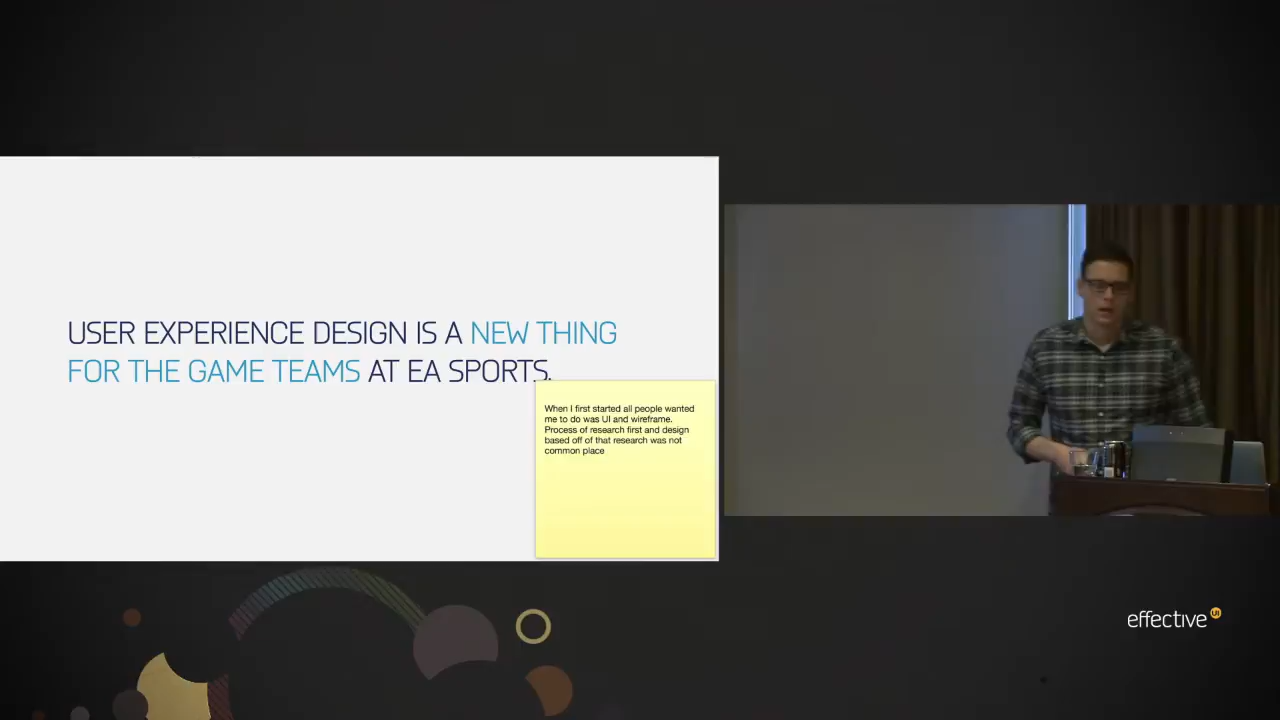 USER EXPERIENCE DESIGN IS A NEW THING
FOR THE GAME TEAMS AT EA SPORTS.
When I first started all people wanted
me to do was UI and wireframe.
Process of research first and design
based off of that research was not
common place
effective UI